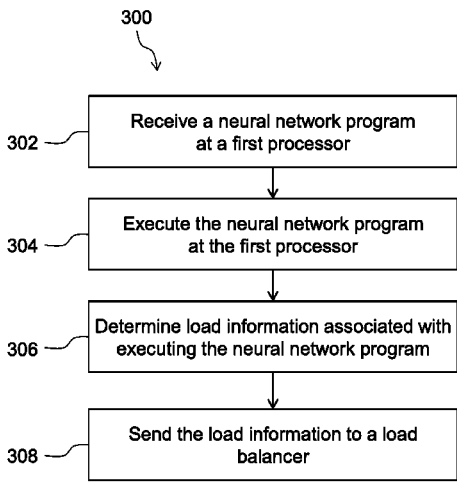 300
302
Receive a neural network program
at a first processor
304
Execute the neural network program
at the first processor
306
Determine load information associated with
executing the neural network program
308
Send the load information to a load
balancer